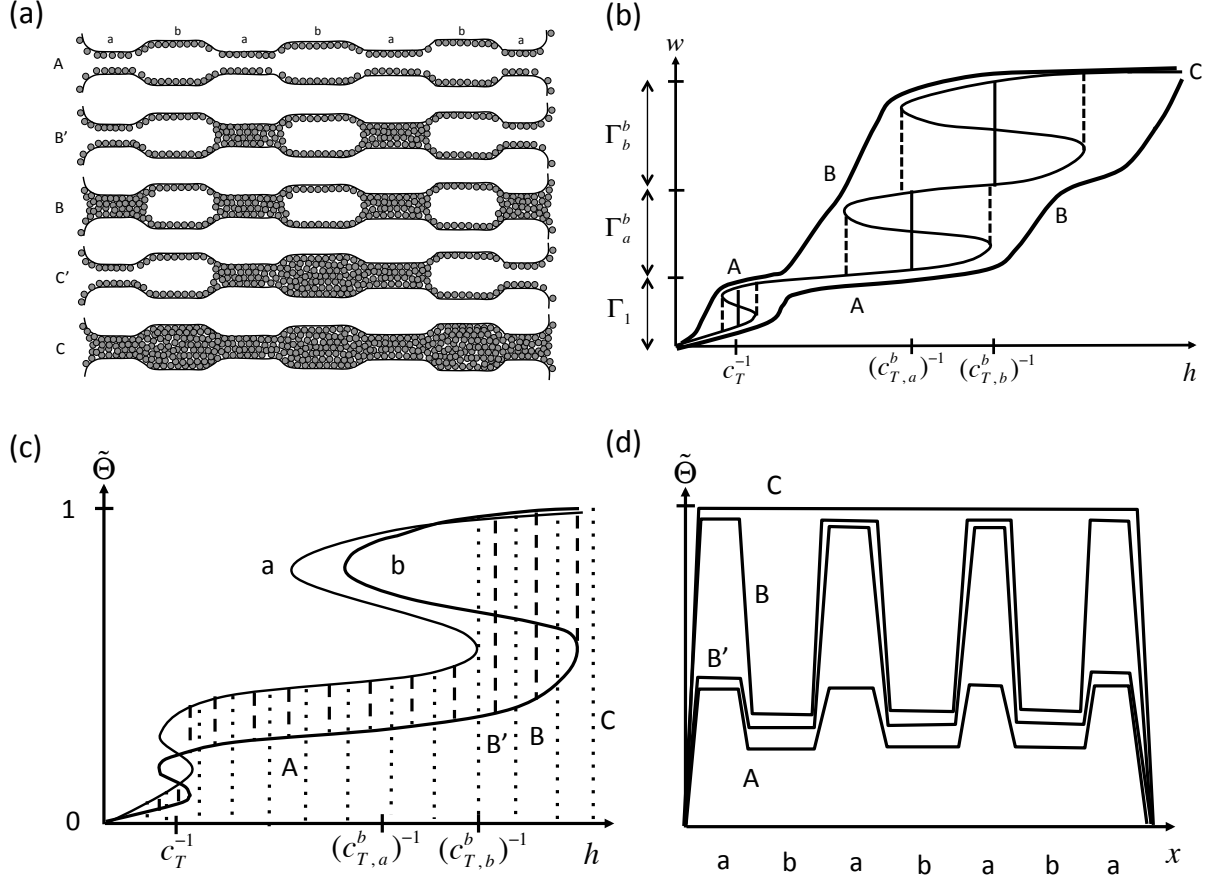 (a)
a b a b a b a
A
B'
B
C'
C
(b)
w
C
Γ_b^b
B
B
Γ_a^b
A
A
Γ_1
c_T^{-1} (c_{T,a}^b)^{-1} (c_{T,b}^b)^{-1} h
(c)
Θ̃
1
a b
A B' B C
0
c_T^{-1} (c_{T,a}^b)^{-1} (c_{T,b}^b)^{-1} h
(d)
Θ̃
C
B
B'
A
x
a b a b a b a